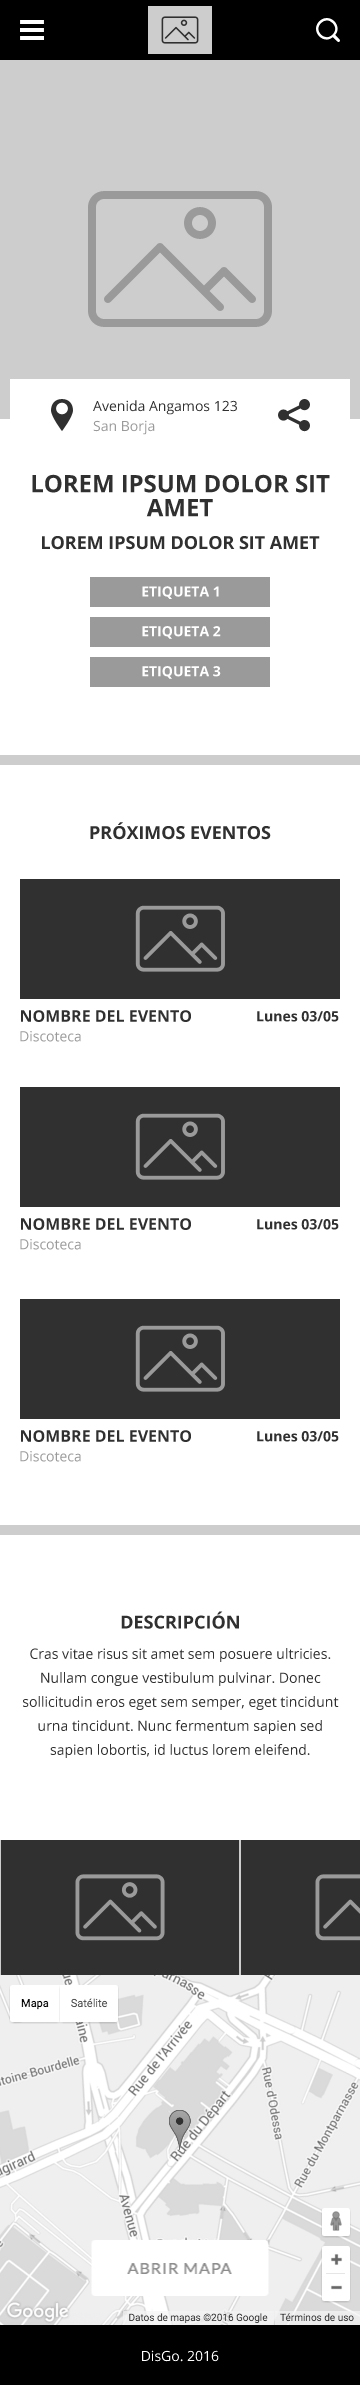 Avenida Angamos 123
San Borja
LOREM IPSUM DOLOR SIT
AMET
LOREM IPSUM DOLOR SIT AMET
ETIQUETA 1
ETIQUETA 2
ETIQUETA 3
PRÓXIMOS EVENTOS
NOMBRE DEL EVENTO Lunes 03/05
Discoteca
NOMBRE DEL EVENTO Lunes 03/05
Discoteca
NOMBRE DEL EVENTO Lunes 03/05
Discoteca
DESCRIPCIÓN
Cras vitae risus sit amet sem posuere ultricies.
Nullam congue vestibulum pulvinar. Donec
sollicitudin eros eget sem semper, eget tincidunt
urna tincidunt. Nunc fermentum sapien sed
sapien lobortis, id luctus lorem eleifend.
Mapa Satélite
Rue de l'Arrivée
Rue du Départ
Rue d'Odessa
Rue du Montparnasse
Avenue
ABRIR MAPA
Google
Datos de mapas ©2016 Google Términos de uso
DisGo. 2016